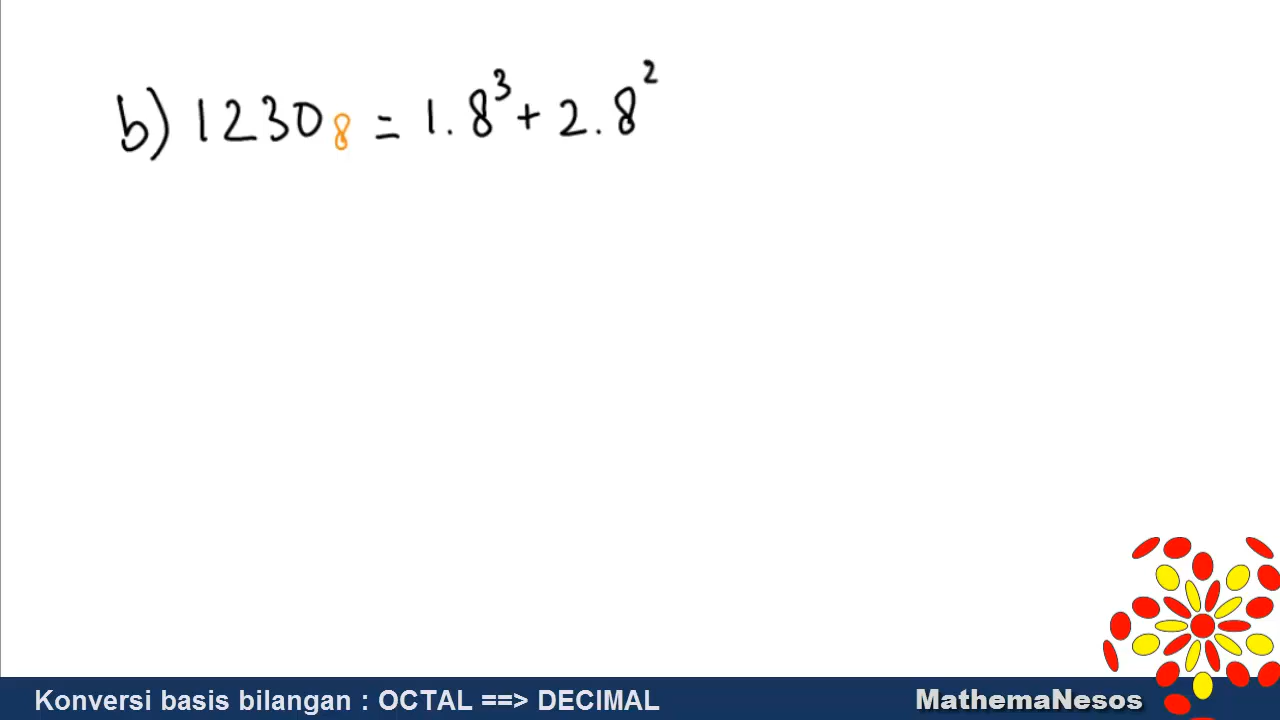 b) 1230₈ = 1.8³ + 2.8²
Konversi basis bilangan : OCTAL ==> DECIMAL
MathemaNesos